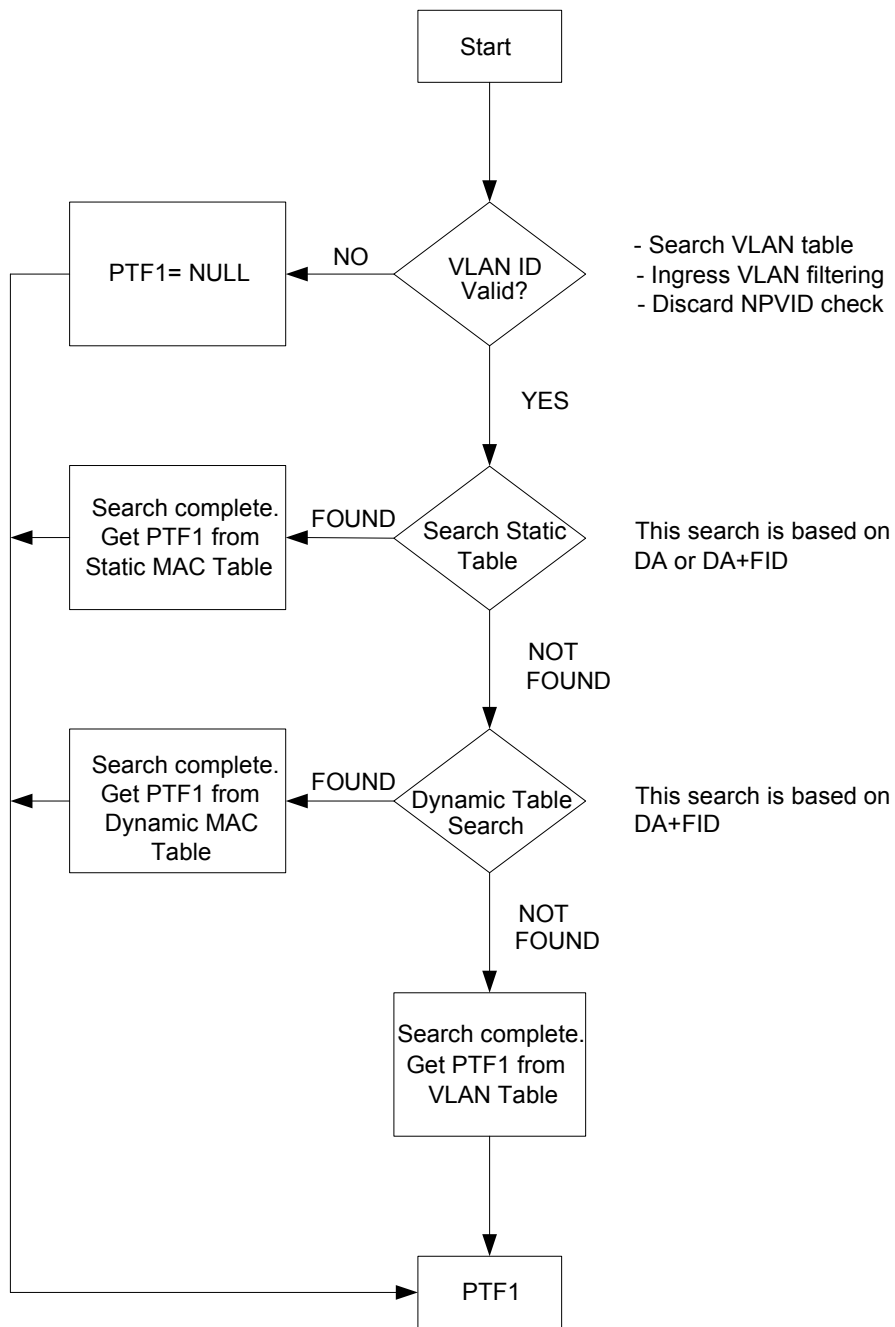 Start
VLAN ID
Valid?
NO
PTF1= NULL
- Search VLAN table
- Ingress VLAN filtering
- Discard NPVID check
YES
Search Static
Table
FOUND
Search complete.
Get PTF1 from
Static MAC Table
This search is based on
DA or DA+FID
NOT
FOUND
Dynamic Table
Search
FOUND
Search complete.
Get PTF1 from
Dynamic MAC
Table
This search is based on
DA+FID
NOT
FOUND
Search complete.
Get PTF1 from
VLAN Table
PTF1